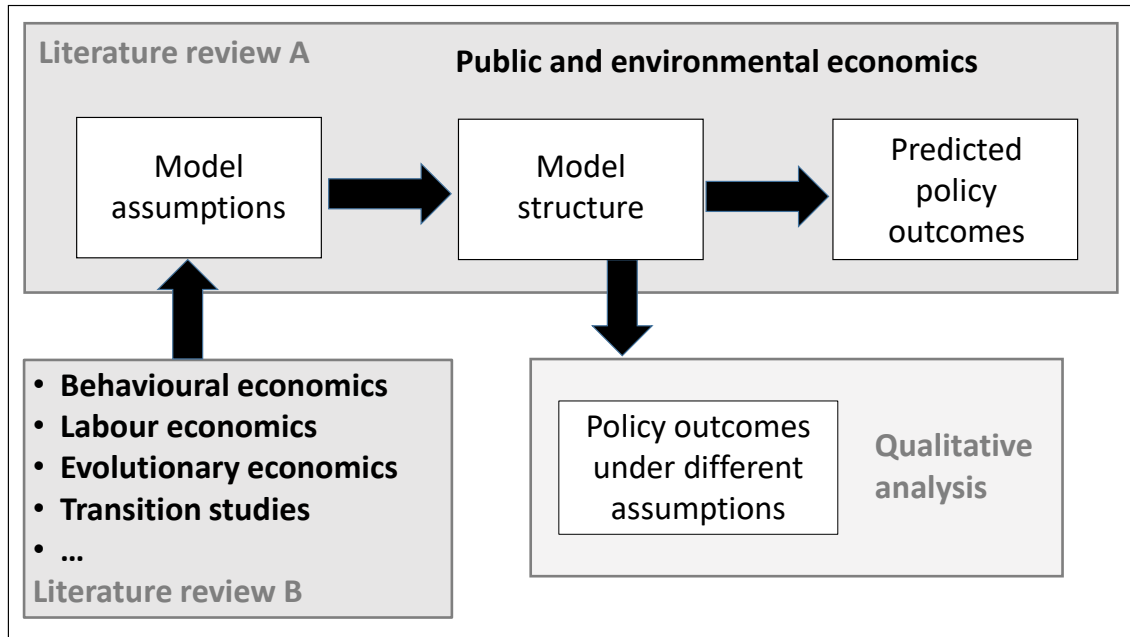 Literature review A
Public and environmental economics
Model
assumptions
Model
structure
Predicted
policy
outcomes
• Behavioural economics
• Labour economics
• Evolutionary economics
• Transition studies
• ...
Literature review B
Policy outcomes
under different
assumptions
Qualitative
analysis